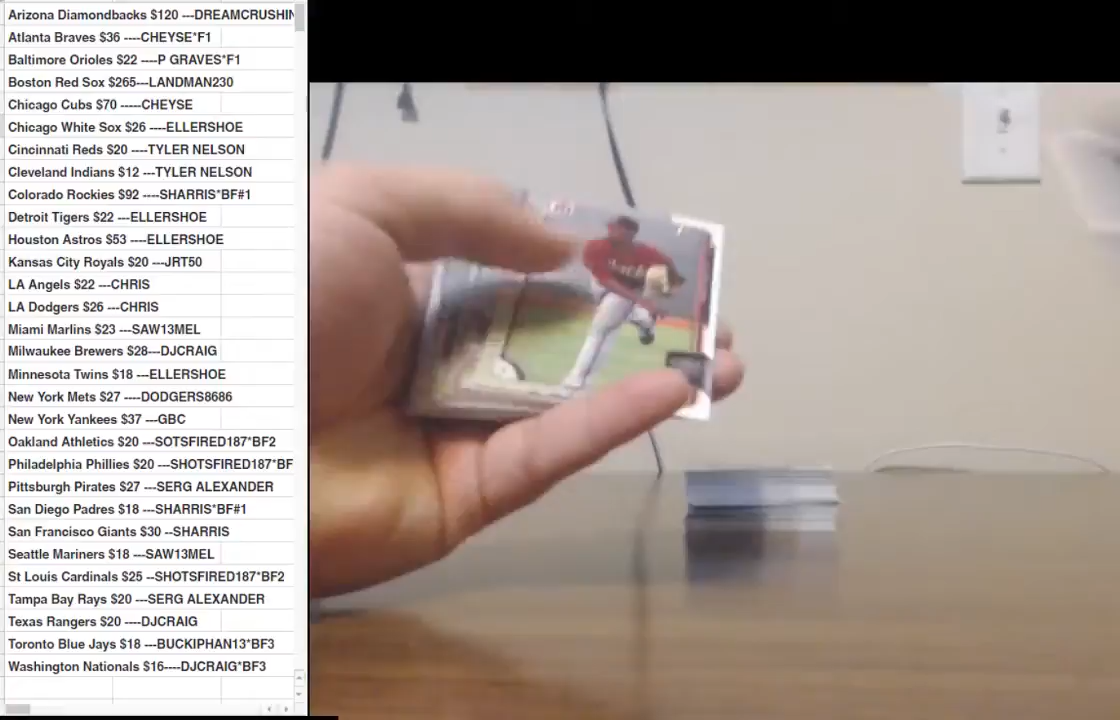 Arizona Diamondbacks $120 ---DREAMCRUSHIN
Atlanta Braves $36 ----CHEYSE*F1
Baltimore Orioles $22 ----P GRAVES*F1
Boston Red Sox $265---LANDMAN230
Chicago Cubs $70 -----CHEYSE
Chicago White Sox $26 ----ELLERSHOE
Cincinnati Reds $20 ----TYLER NELSON
Cleveland Indians $12 ---TYLER NELSON
Colorado Rockies $92 ----SHARRIS*BF#1
Detroit Tigers $22 ---ELLERSHOE
Houston Astros $53 ----ELLERSHOE
Kansas City Royals $20 ---JRT50
LA Angels $22 ---CHRIS
LA Dodgers $26 ---CHRIS
Miami Marlins $23 ---SAW13MEL
Milwaukee Brewers $28---DJCRAIG
Minnesota Twins $18 ---ELLERSHOE
New York Mets $27 ----DODGERS8686
New York Yankees $37 ---GBC
Oakland Athletics $20 ---SOTSFIRED187*BF2
Philadelphia Phillies $20 ---SHOTSFIRED187*BF
Pittsburgh Pirates $27 ---SERG ALEXANDER
San Diego Padres $18 ---SHARRIS*BF#1
San Francisco Giants $30 --SHARRIS
Seattle Mariners $18 ---SAW13MEL
St Louis Cardinals $25 --SHOTSFIRED187*BF2
Tampa Bay Rays $20 ---SERG ALEXANDER
Texas Rangers $20 ----DJCRAIG
Toronto Blue Jays $18 ---BUCKIPHAN13*BF3
Washington Nationals $16----DJCRAIG*BF3